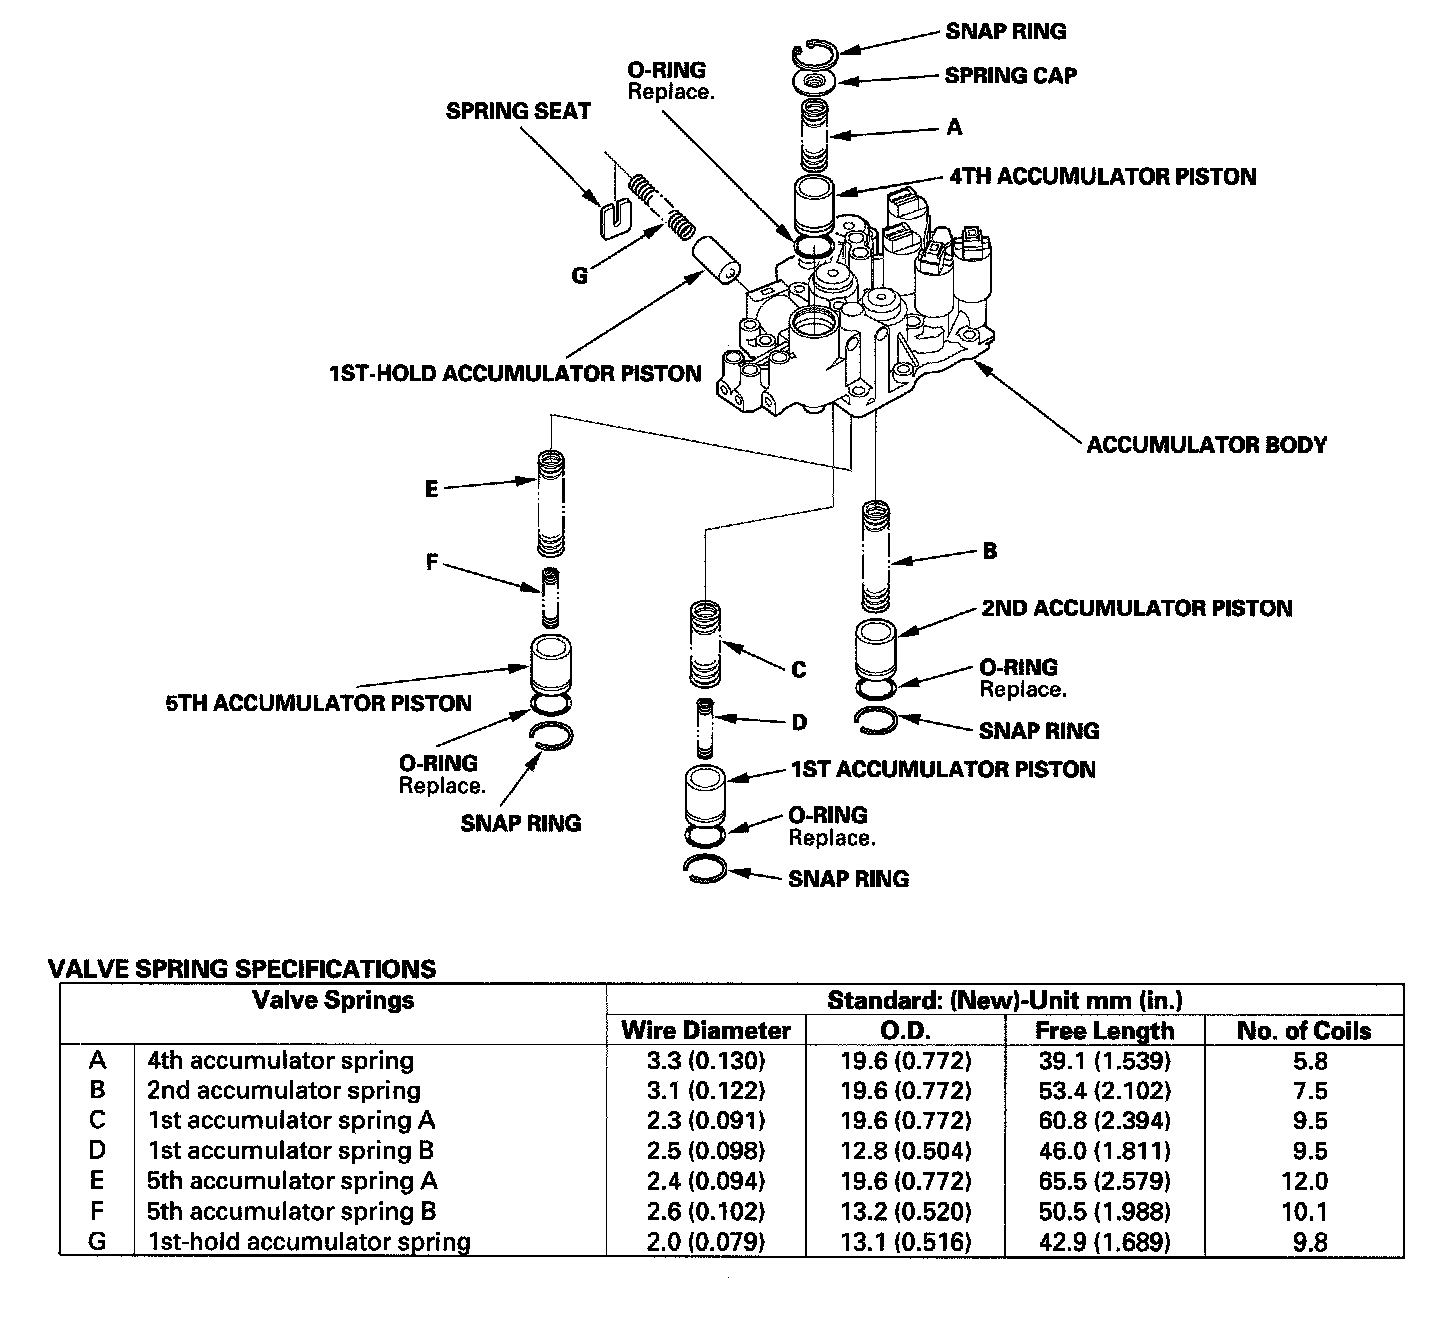 SNAP RING
O-RING
Replace.
SPRING CAP
SPRING SEAT
A
4TH ACCUMULATOR PISTON
G
1ST-HOLD ACCUMULATOR PISTON
ACCUMULATOR BODY
E
B
F
2ND ACCUMULATOR PISTON
O-RING
Replace.
C
5TH ACCUMULATOR PISTON
D
SNAP RING
O-RING
Replace.
1ST ACCUMULATOR PISTON
SNAP RING
O-RING
Replace.
SNAP RING
VALVE SPRING SPECIFICATIONS
Valve Springs Standard: (New)-Unit mm (in.)
Wire Diameter O.D. Free Length No. of Coils
A 4th accumulator spring 3.3 (0.130) 19.6 (0.772) 39.1 (1.539) 5.8
B 2nd accumulator spring 3.1 (0.122) 19.6 (0.772) 53.4 (2.102) 7.5
C 1st accumulator spring A 2.3 (0.091) 19.6 (0.772) 60.8 (2.394) 9.5
D 1st accumulator spring B 2.5 (0.098) 12.8 (0.504) 46.0 (1.811) 9.5
E 5th accumulator spring A 2.4 (0.094) 19.6 (0.772) 65.5 (2.579) 12.0
F 5th accumulator spring B 2.6 (0.102) 13.2 (0.520) 50.5 (1.988) 10.1
G 1st-hold accumulator spring 2.0 (0.079) 13.1 (0.516) 42.9 (1.689) 9.8